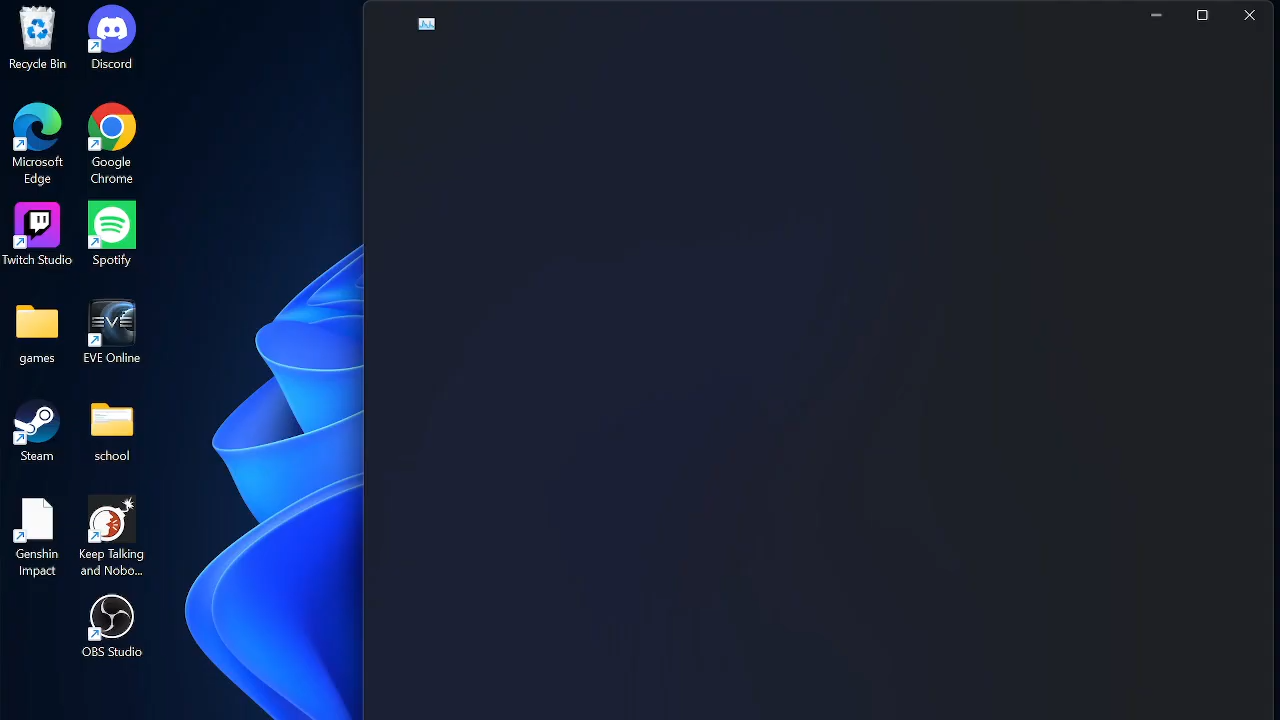 Recycle Bin
Discord
Microsoft
Edge
Google
Chrome
Twitch Studio
Spotify
games
EVE
EVE Online
Steam
school
Genshin
Impact
Keep Talking
and Nobo...
OBS Studio